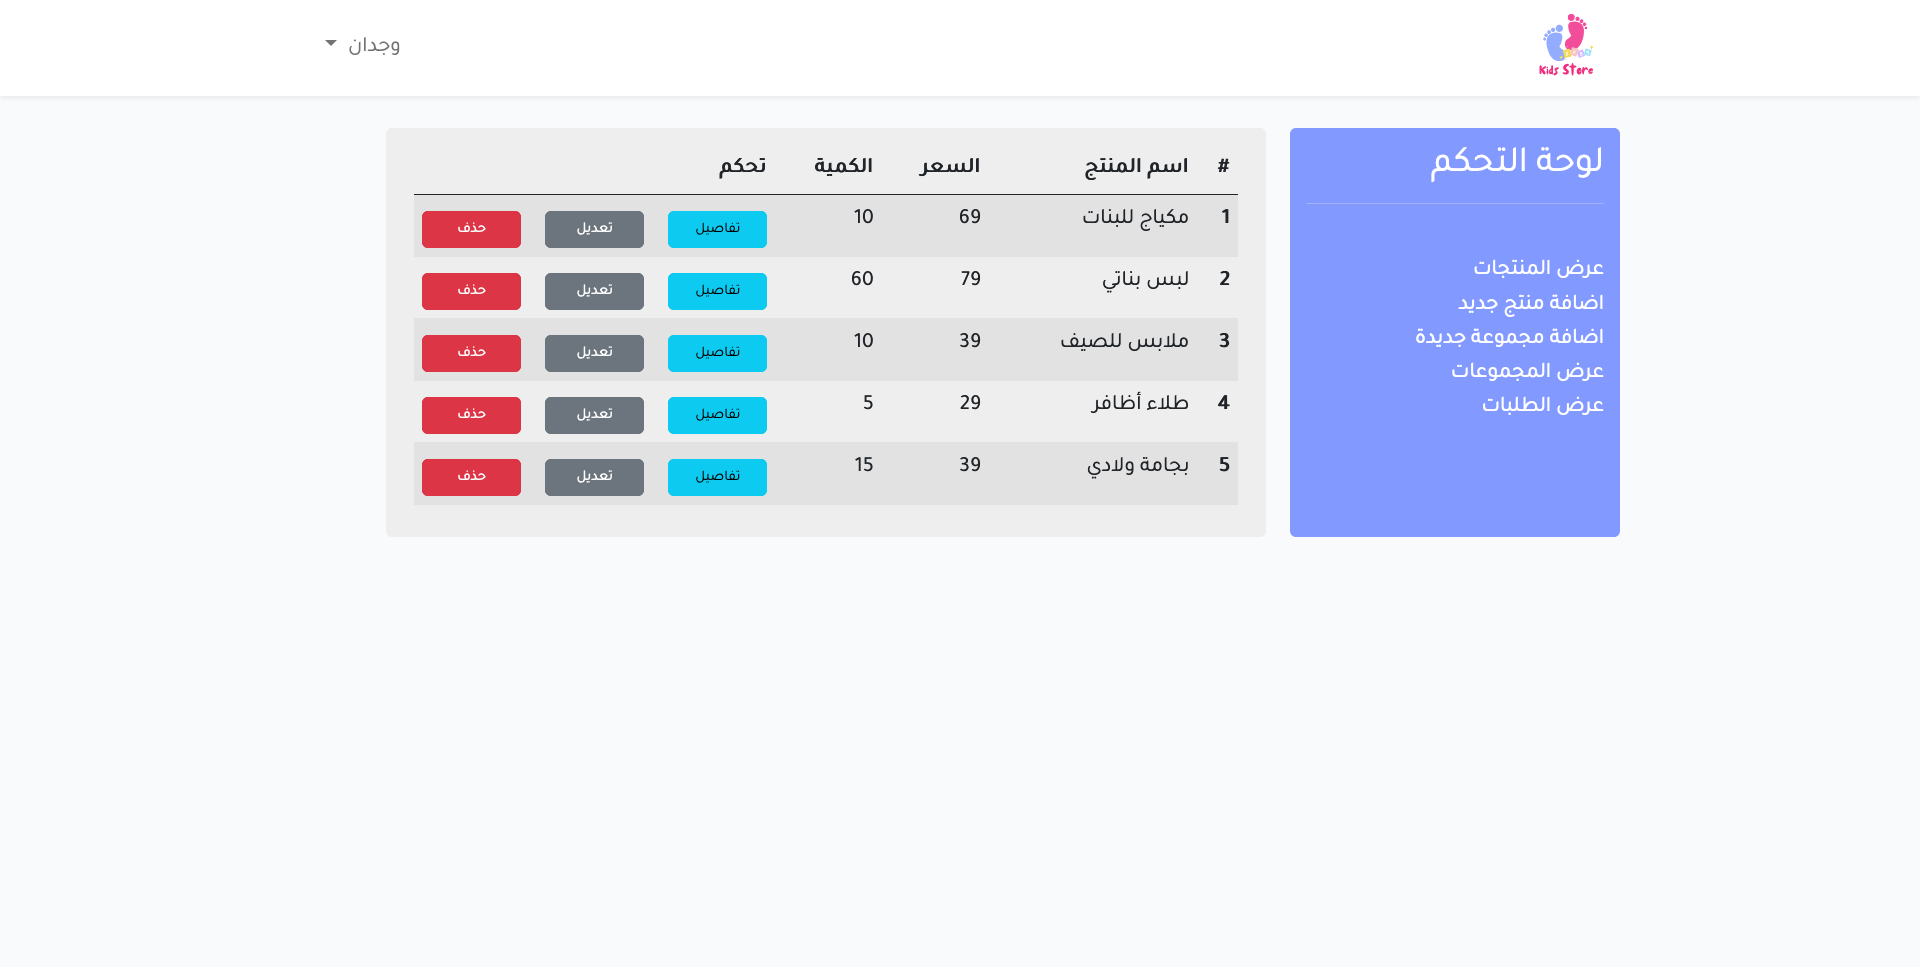 Kids Store
وجدان
لوحة التحكم
عرض المنتجات
اضافة منتج جديد
اضافة مجموعة جديدة
عرض المجموعات
عرض الطلبات
# اسم المنتج السعر الكمية تحكم
1 مكياج للبنات 69 10 تفاصيل تعديل حذف
2 لبس بناتي 79 60 تفاصيل تعديل حذف
3 ملابس للصيف 39 10 تفاصيل تعديل حذف
4 طلاء أظافر 29 5 تفاصيل تعديل حذف
5 بجامة ولادي 39 15 تفاصيل تعديل حذف